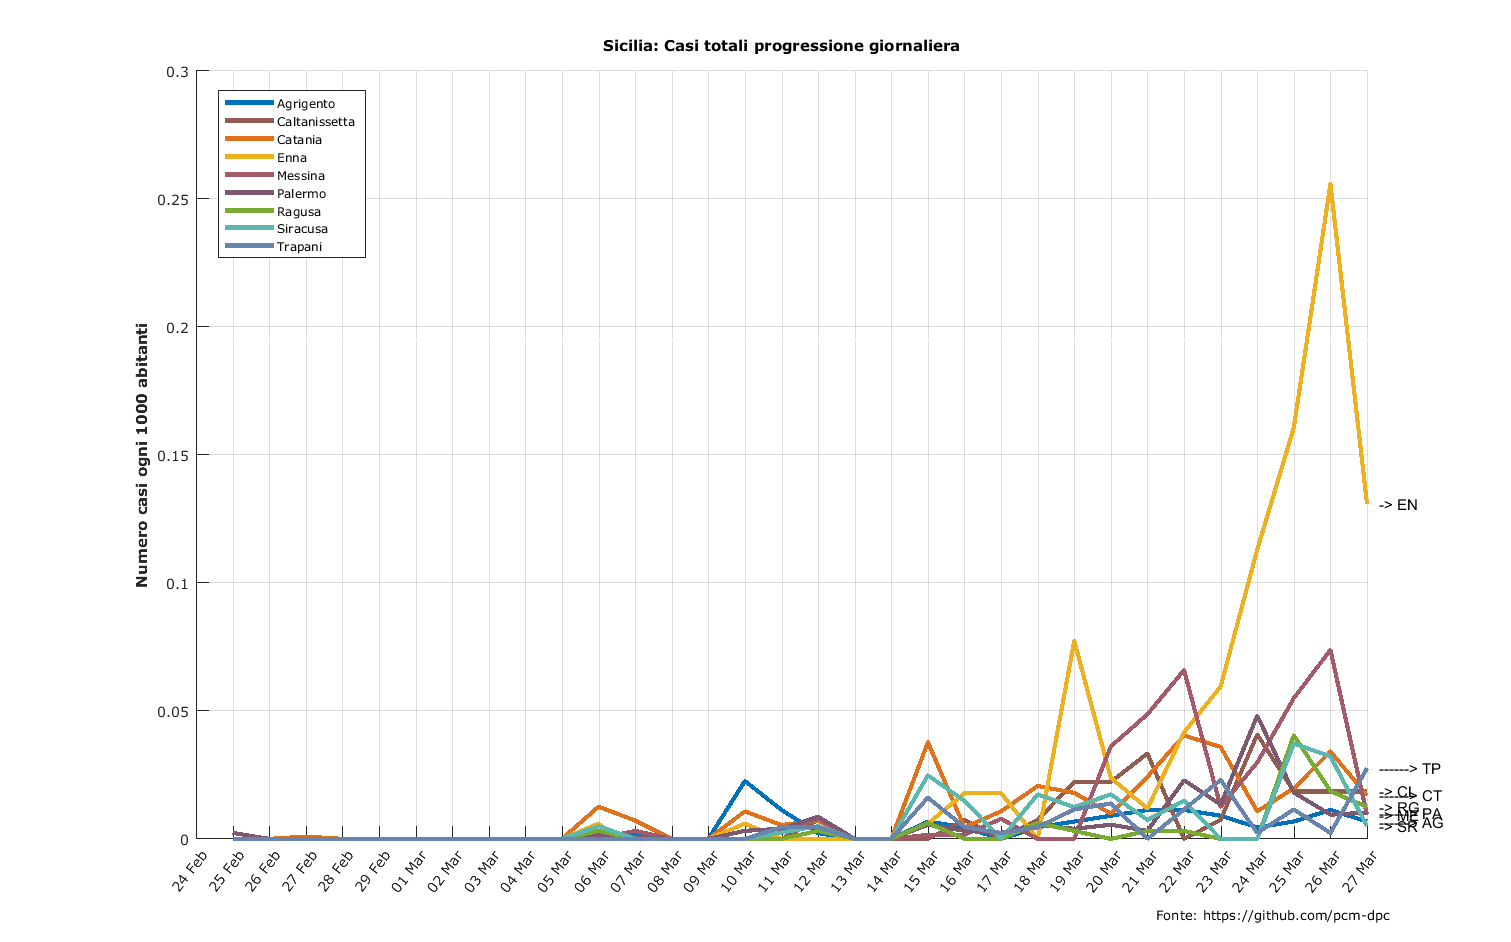 Sicilia: Casi totali progressione giornaliera
Numero casi ogni 1000 abitanti
0.3
0.25
0.2
0.15
0.1
0.05
0
Agrigento
Caltanissetta
Catania
Enna
Messina
Palermo
Ragusa
Siracusa
Trapani
-> EN
------> TP
-> CL
------> CT
-> RG
-> ME
------> PA
------> AG
-> SR
24 Feb
25 Feb
26 Feb
27 Feb
28 Feb
29 Feb
01 Mar
02 Mar
03 Mar
04 Mar
05 Mar
06 Mar
07 Mar
08 Mar
09 Mar
10 Mar
11 Mar
12 Mar
13 Mar
14 Mar
15 Mar
16 Mar
17 Mar
18 Mar
19 Mar
20 Mar
21 Mar
22 Mar
23 Mar
24 Mar
25 Mar
26 Mar
27 Mar
Fonte: https://github.com/pcm-dpc